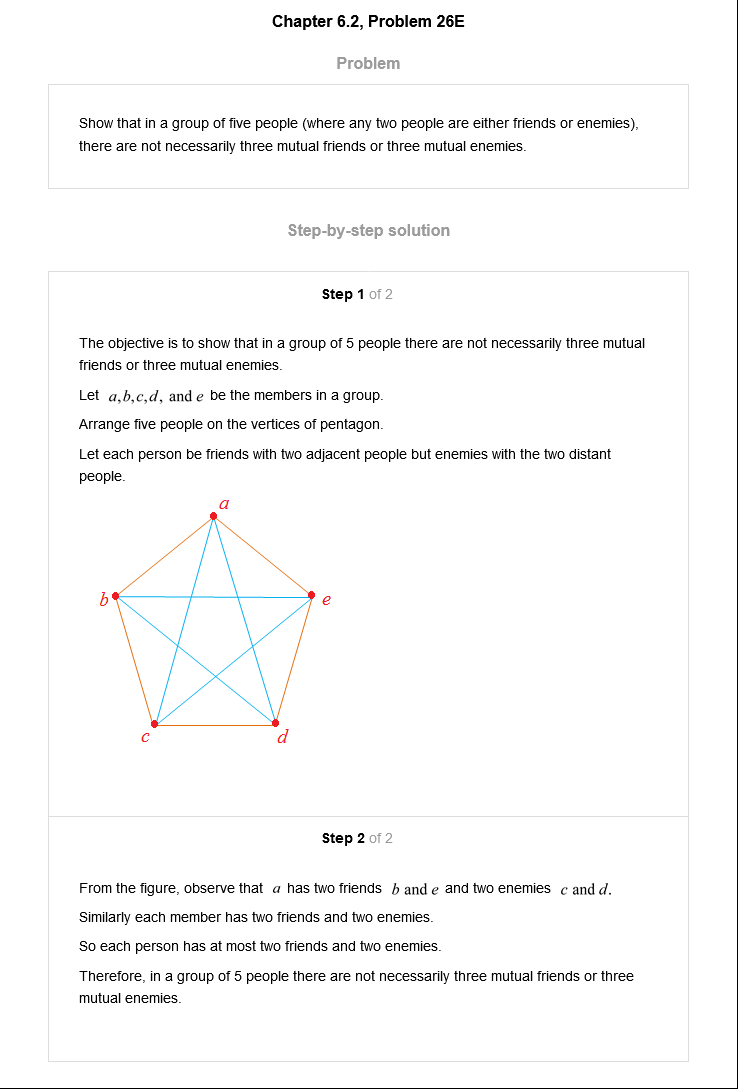 Chapter 6.2, Problem 26E
Problem
Show that in a group of five people (where any two people are either friends or enemies),
there are not necessarily three mutual friends or three mutual enemies.
Step-by-step solution
Step 1 of 2
The objective is to show that in a group of 5 people there are not necessarily three mutual
friends or three mutual enemies.
Let a,b,c,d, and e be the members in a group.
Arrange five people on the vertices of pentagon.
Let each person be friends with two adjacent people but enemies with the two distant
people.
a
b
e
c
d
Step 2 of 2
From the figure, observe that a has two friends b and e and two enemies c and d.
Similarly each member has two friends and two enemies.
So each person has at most two friends and two enemies.
Therefore, in a group of 5 people there are not necessarily three mutual friends or three
mutual enemies.